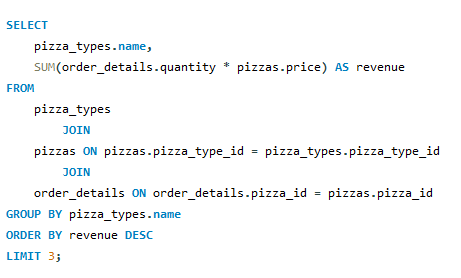 SELECT
    pizza_types.name,
    SUM(order_details.quantity * pizzas.price) AS revenue
FROM
    pizza_types
        JOIN
    pizzas ON pizzas.pizza_type_id = pizza_types.pizza_type_id
        JOIN
    order_details ON order_details.pizza_id = pizzas.pizza_id
GROUP BY pizza_types.name
ORDER BY revenue DESC
LIMIT 3;